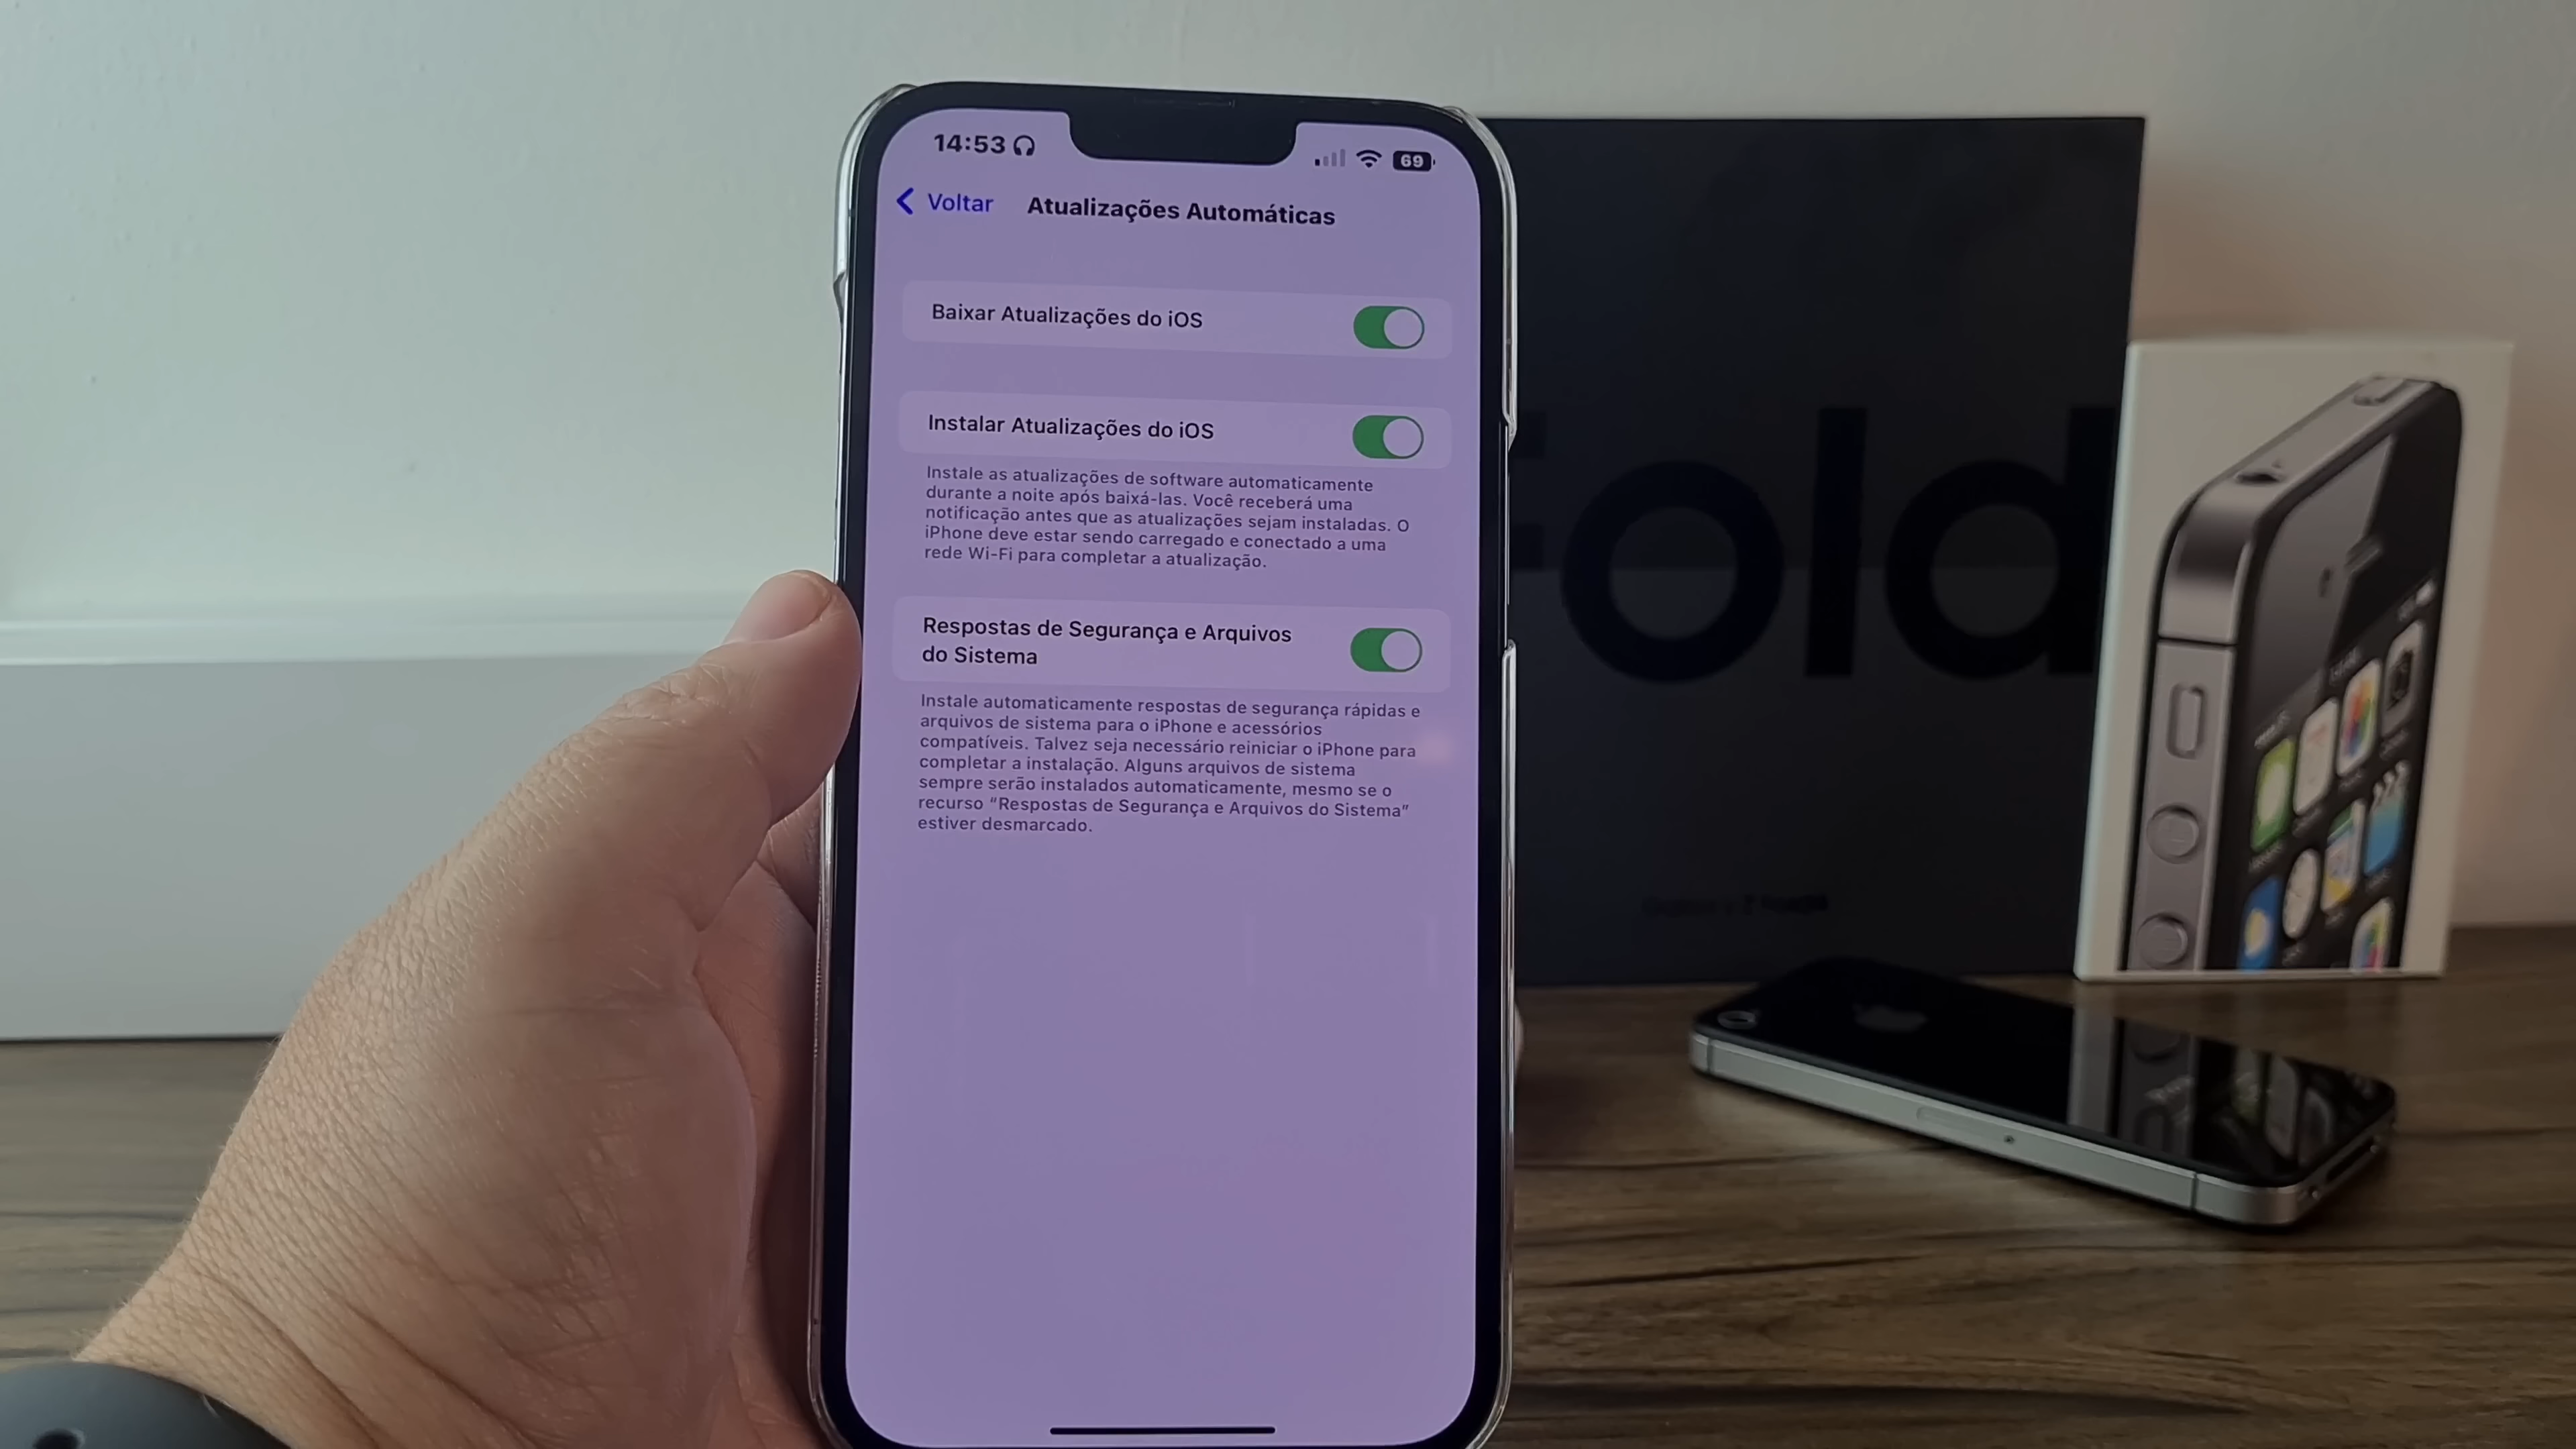 14:53
69
Voltar Atualizações Automáticas
Baixar Atualizações do iOS
Instalar Atualizações do iOS
Instale as atualizações de software automaticamente
durante a noite após baixá-las. Você receberá uma
notificação antes que as atualizações sejam instaladas. O
iPhone deve estar sendo carregado e conectado a uma
rede Wi-Fi para completar a atualização.
Respostas de Segurança e Arquivos
do Sistema
Instale automaticamente respostas de segurança rápidas e
arquivos de sistema para o iPhone e acessórios
compatíveis. Talvez seja necessário reiniciar o iPhone para
completar a instalação. Alguns arquivos de sistema
sempre serão instalados automaticamente, mesmo se o
recurso “Respostas de Segurança e Arquivos do Sistema”
estiver desmarcado.
Fold